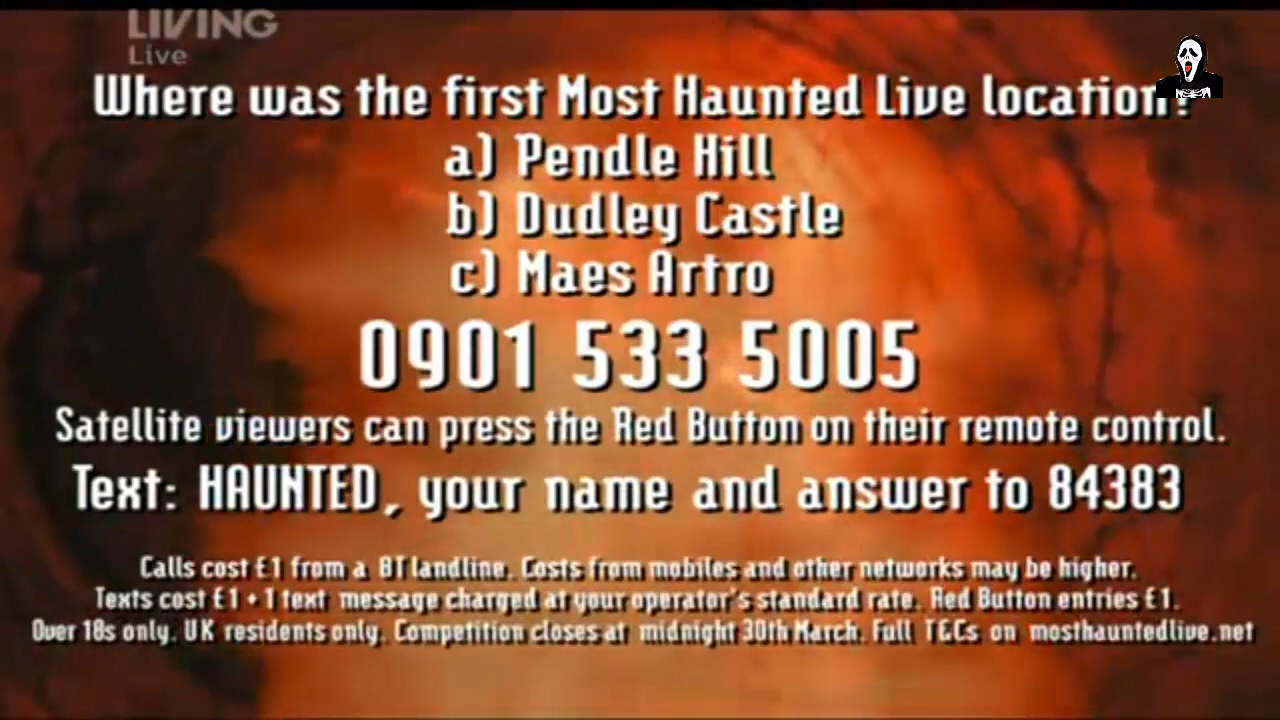 LIVING
Live
Where was the first Most Haunted Live location?
a) Pendle Hill
b) Dudley Castle
c) Maes Artro
0901 533 5005
Satellite viewers can press the Red Button on their remote control.
Text: HAUNTED, your name and answer to 84383
Calls cost £1 from a BT landline. Costs from mobiles and other networks may be higher.
Texts cost £1 + 1 text message charged at your operator's standard rate. Red Button entries £1.
Over 18s only. UK residents only. Competition closes at midnight 30th March. Full T&Cs on mosthauntedlive.net